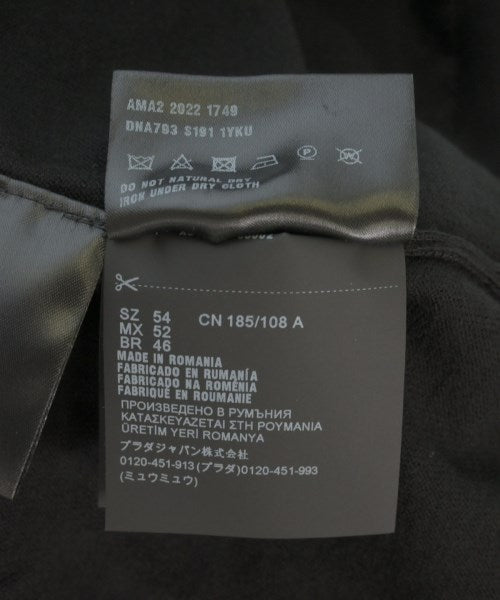 AMA2 2022 1749
DNA793 S191 1YKU
P
W
DO NOT NATURAL DRY
IRON UNDER DRY CLOTH
SZ 54 CN 185/108 A
MX 52
BR 46
MADE IN ROMANIA
FABRICADO EN RUMANÍA
FABRICADO NA ROMÉNIA
FABRIQUÉ EN ROUMANIE
ПРОИЗВЕДЕНО В РУМЪНИЯ
ΚΑΤΑΣΚΕΥΑΖΕΤΑΙ ΣΤΗ ΡΟΥΜΑΝΙΑ
ÜRETİM YERİ ROMANYA
プラダジャパン株式会社
0120-451-913(プラダ)0120-451-993
(ミュウミュウ)